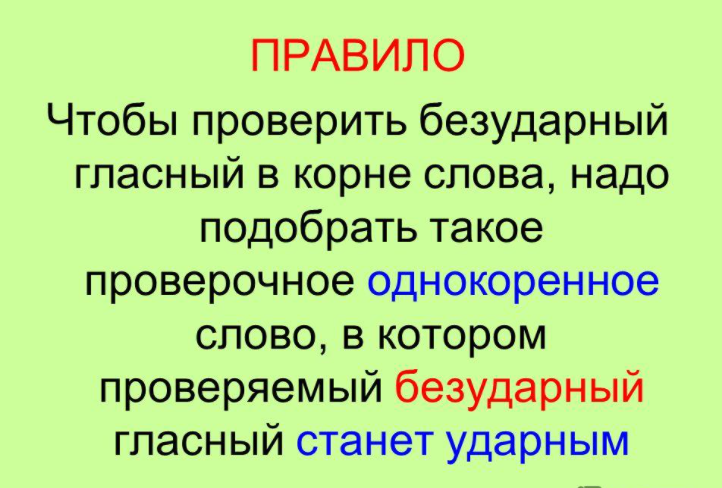 ПРАВИЛО
Чтобы проверить безударный
гласный в корне слова, надо
подобрать такое
проверочное однокоренное
слово, в котором
проверяемый безударный
гласный станет ударным